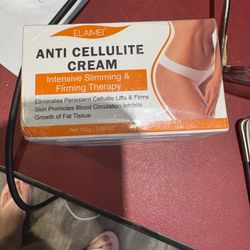 ELAIMEI
ANTI CELLULITE
CREAM
Intensive Slimming &
Firming Therapy
Eliminates Persistent Cellulite Lifts & Firms
Skin Promotes Blood Circulation Inhibits
Growth of Fat Tissue